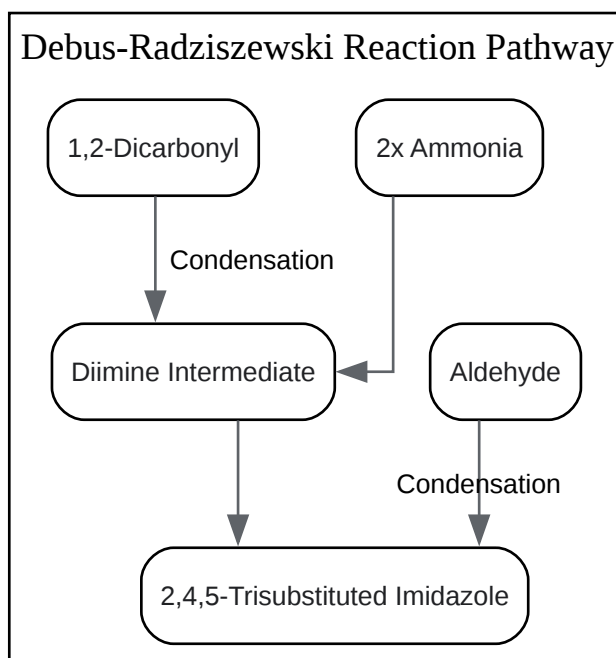 Debus-Radziszewski Reaction Pathway
1,2-Dicarbonyl
2x Ammonia
Condensation
Diimine Intermediate
Aldehyde
Condensation
2,4,5-Trisubstituted Imidazole